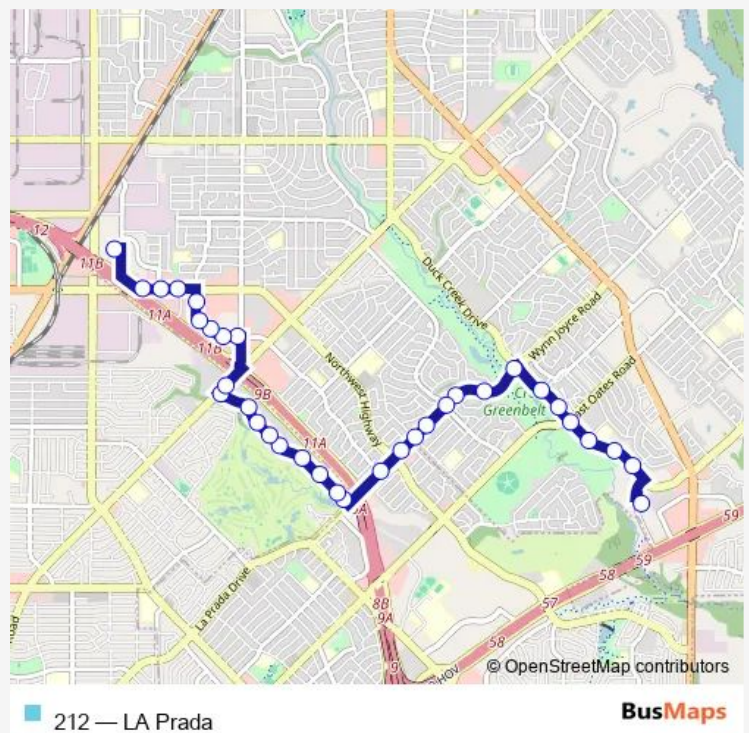 12
11B
11A
11B
Duck Creek Drive
Wynn Joyce Road
Northwest Highway
9B
East Oates Road
Greenbelt
11A
59
59
58
57
La Prada Drive
8B
9A
58
9
HOV
© OpenStreetMap contributors
212 — LA Prada
BusMaps